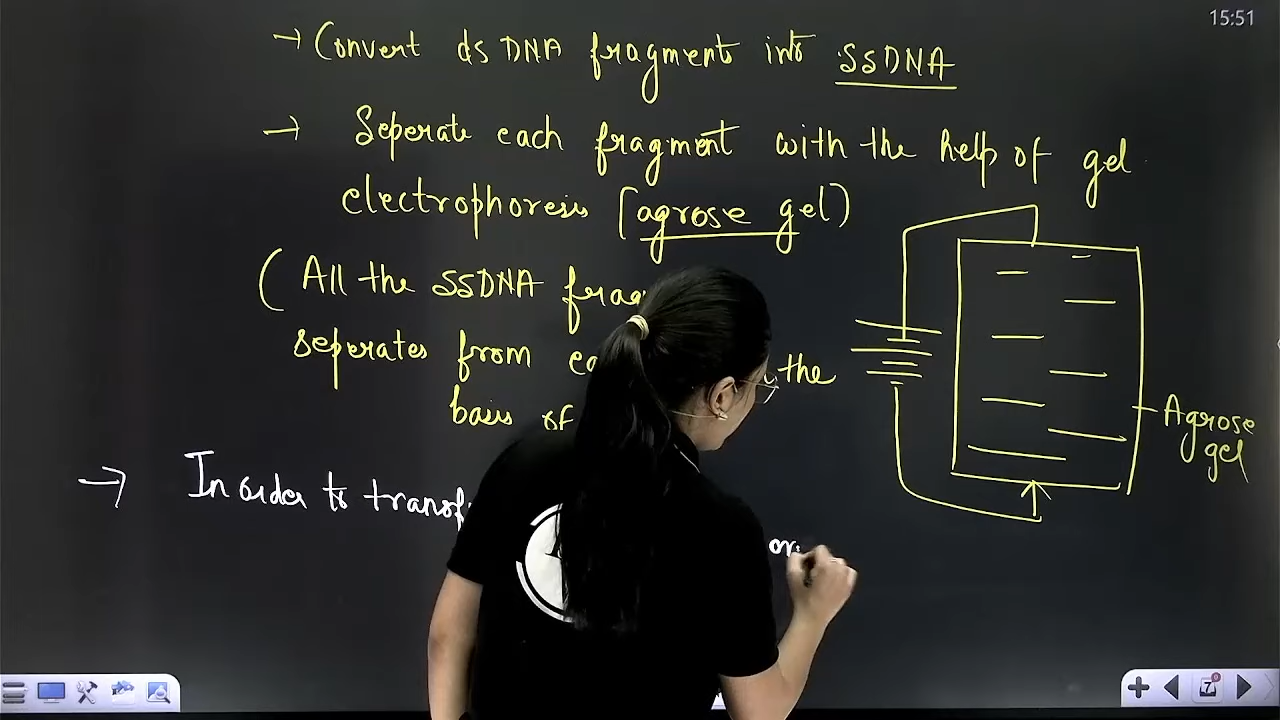 15:51
→ Convert ds DNA fragments into SSDNA
→ Seperate each fragment with the help of gel
electrophoresis [agrose gel)
( All the SSDNA
seperates from the
basis of
Agrose
gel
→ In order to
7